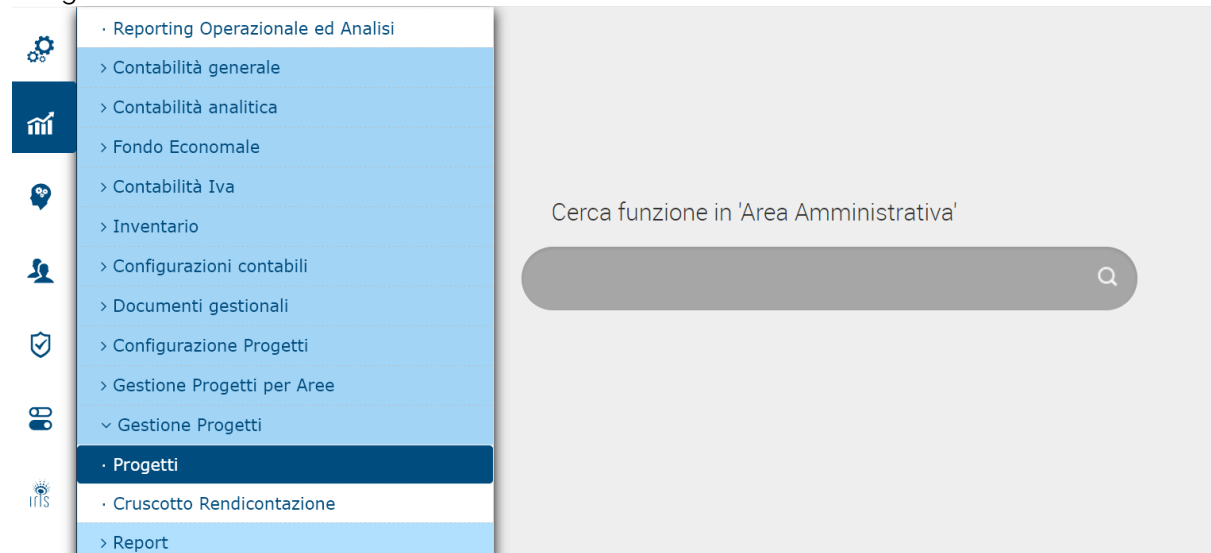 · Reporting Operazionale ed Analisi
> Contabilità generale
> Contabilità analitica
> Fondo Economale
> Contabilità Iva
> Inventario
> Configurazioni contabili
> Documenti gestionali
> Configurazione Progetti
> Gestione Progetti per Aree
˅ Gestione Progetti
· Progetti
· Cruscotto Rendicontazione
> Report
IrIS
Cerca funzione in 'Area Amministrativa'